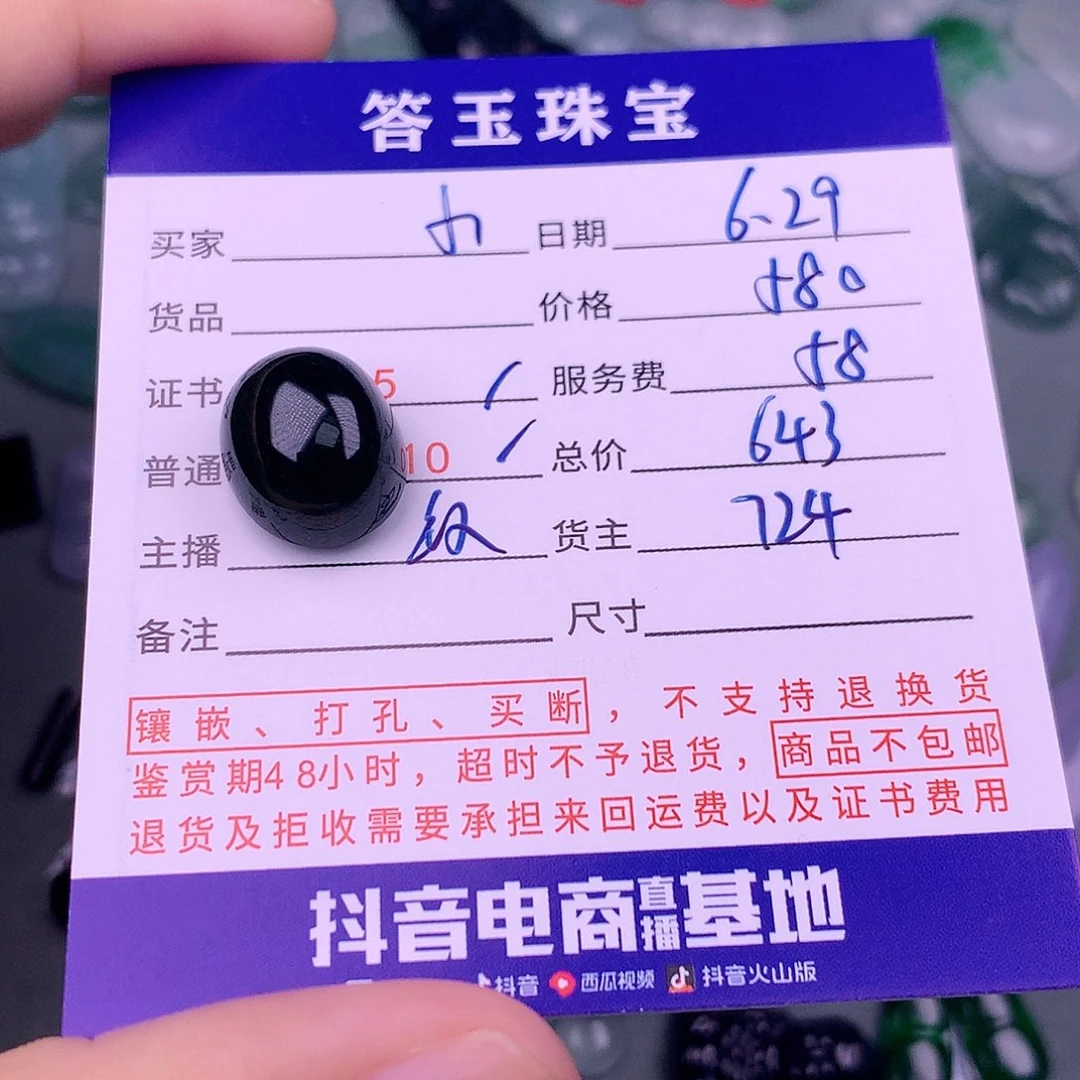 答玉珠宝
买家 日期 6.29
货品 价格 580
证书 5 服务费 58
普通 10 总价 643
主播 货主 724
备注 尺寸
镶嵌、打孔、买断，不支持退换货
鉴赏期48小时，超时不予退货，商品不包邮
退货及拒收需要承担来回运费以及证书费用
抖音电商直播基地
抖音 西瓜视频 抖音火山版